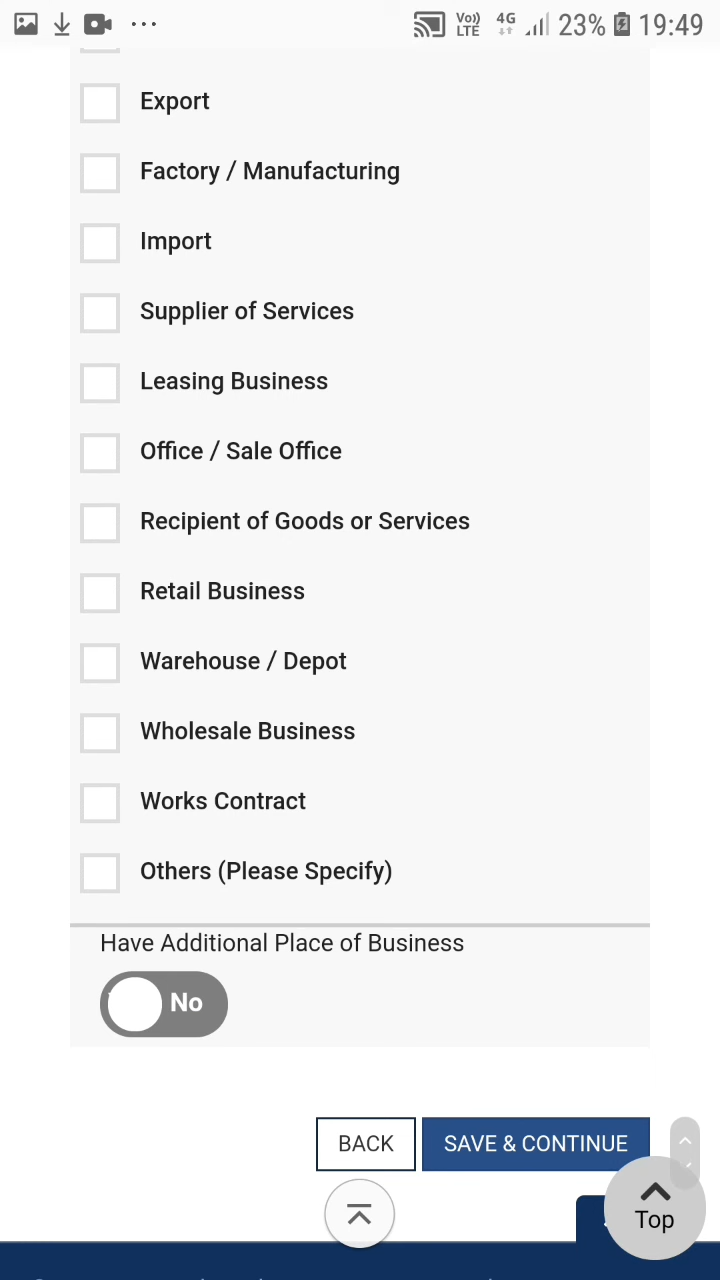 Vo)) LTE 4G 23% 19:49
Export
Factory / Manufacturing
Import
Supplier of Services
Leasing Business
Office / Sale Office
Recipient of Goods or Services
Retail Business
Warehouse / Depot
Wholesale Business
Works Contract
Others (Please Specify)
Have Additional Place of Business
No
BACK SAVE & CONTINUE
Top